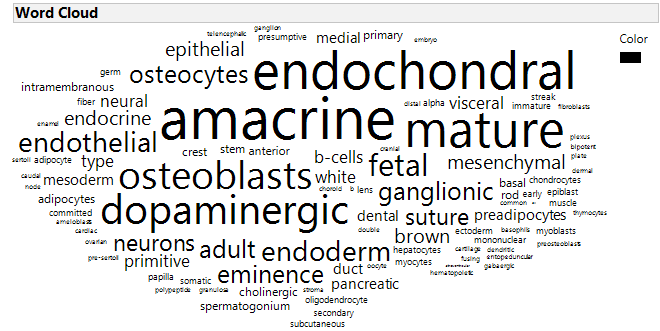 Word Cloud
Color
telencephalic ganglion
epithelial presumptive medial primary embryo
germ osteocytes endochondral
intramembranous
fiber neural amacrine distal alpha visceral streak
immature fibroblasts
enamel endocrine mature
endothelial crest stem anterior cranial plexus
bipotent
sertoli adipocyte type b-cells fetal mesenchymal plate
dermal
caudal mesoderm osteoblasts white
node choroid b lens ganglionic basal chondrocytes
rod early epiblast
adipocytes dopaminergic common muscle
committed dental suture preadipocytes thymocytes
ameloblasts
cardiac double brown ectoderm basophils myoblasts
ovarian neurons adult endoderm mononuclear preosteoblasts
hepatocytes cartilage dendritic
pre-sertoli primitive myocytes fusing entopeduncular
gabaergic
papilla eminence duct oocyte hematopoietic
somatic pancreatic
polypeptide granulosa cholinergic stroma
spermatogonium oligodendrocyte
secondary
subcutaneous